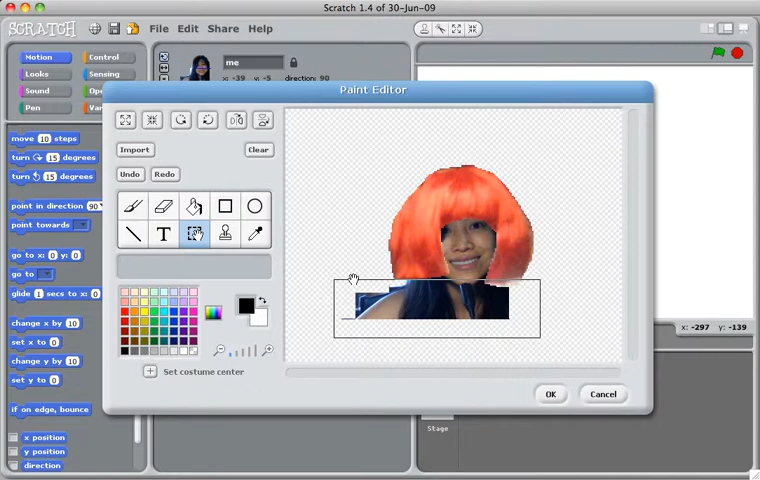 Scratch 1.4 of 30-Jun-09
SCRATCH File Edit Share Help
Motion Control
Looks Sensing
Sound
Pen
me
x: -39 y: -5 direction: 90
Paint Editor
Import Clear
Undo Redo
T
Set costume center
OK Cancel
move 10 steps
turn 15 degrees
turn 15 degrees
point in direction 90
point towards
go to x: 0 y: 0
go to
glide 1 secs to x: 0
change x by 10
set x to 0
change y by 10
set y to 0
if on edge, bounce
x position
y position
direction
x: -297 y: -139
Stage